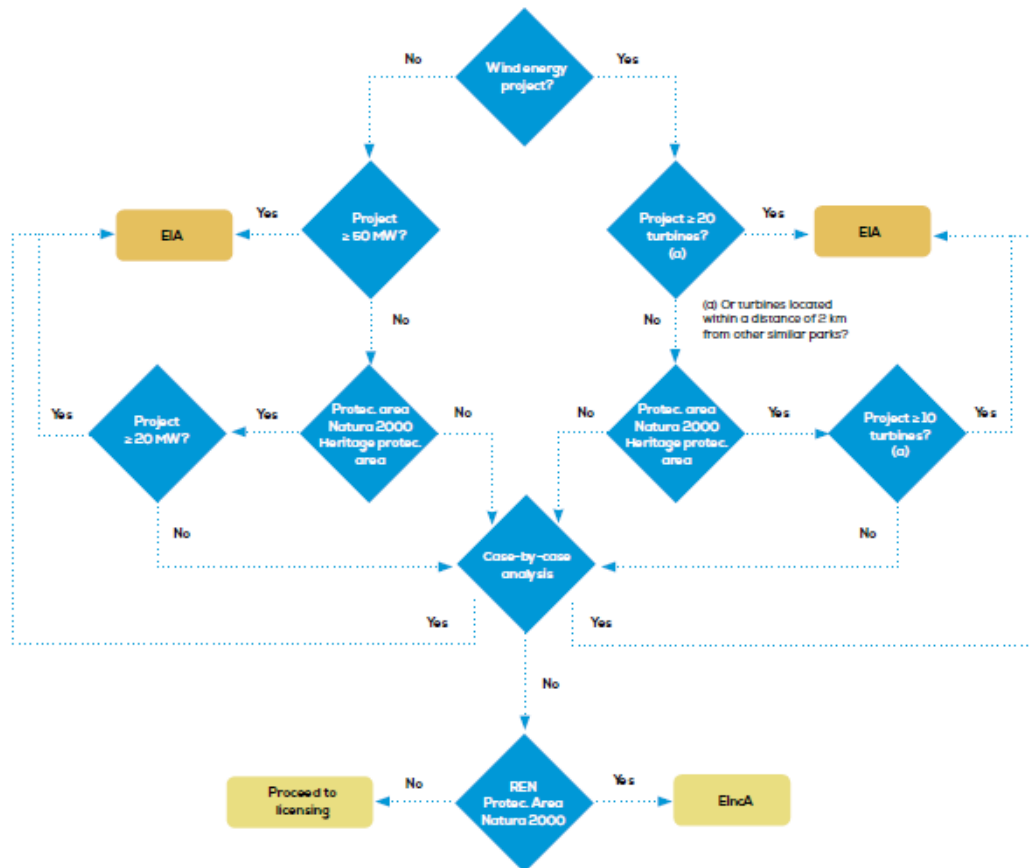 No
Wind energy
project?
Yes
Project
≥ 50 MW?
Yes
EIA
Project ≥ 20
turbines?
(a)
Yes
EIA
No
No
(a) Or turbines located
within a distance of 2 km
from other similar parks?
Yes
Project
≥ 20 MW?
Yes
Protec. area
Natura 2000
Heritage protec.
area
No
No
Protec. area
Natura 2000
Heritage protec.
area
Yes
Project ≥ 10
turbines?
(a)
Yes
No
Case-by-case
analysis
No
Yes
Yes
No
Proceed to
licensing
No
REN
Protec. Area
Natura 2000
Yes
EIncA